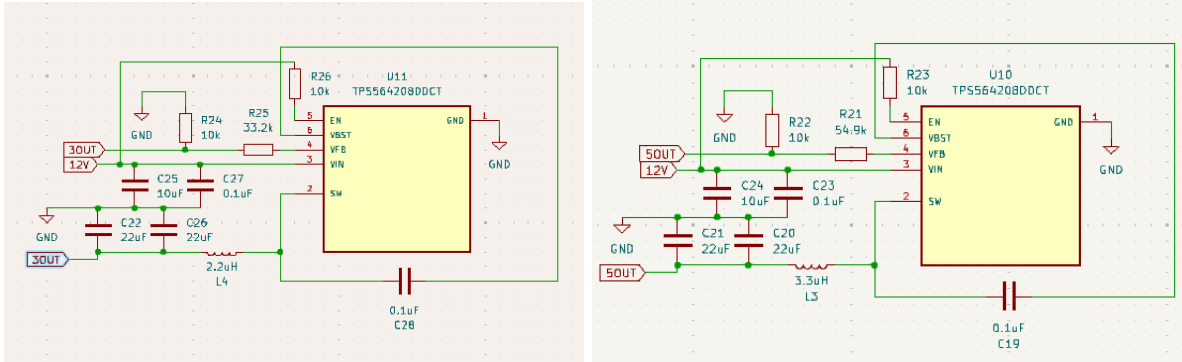 R26
10k
U11
TPS564208DDCT
R25
33.2k
R24
10k
GND
5
EN
6
VBST
4
VFB
3
VIN
2
SW
GND
1
GND
3OUT
12V
C25
10uF
C27
0.1uF
GND
C22
22uF
C26
22uF
3OUT
2.2uH
L4
0.1uF
C28
R23
10k
U10
TPS564208DDCT
R21
54.9k
R22
10k
GND
5
EN
6
VBST
4
VFB
3
VIN
2
SW
GND
1
GND
5OUT
12V
C24
10uF
C23
0.1uF
GND
C21
22uF
C20
22uF
5OUT
3.3uH
L3
0.1uF
C19